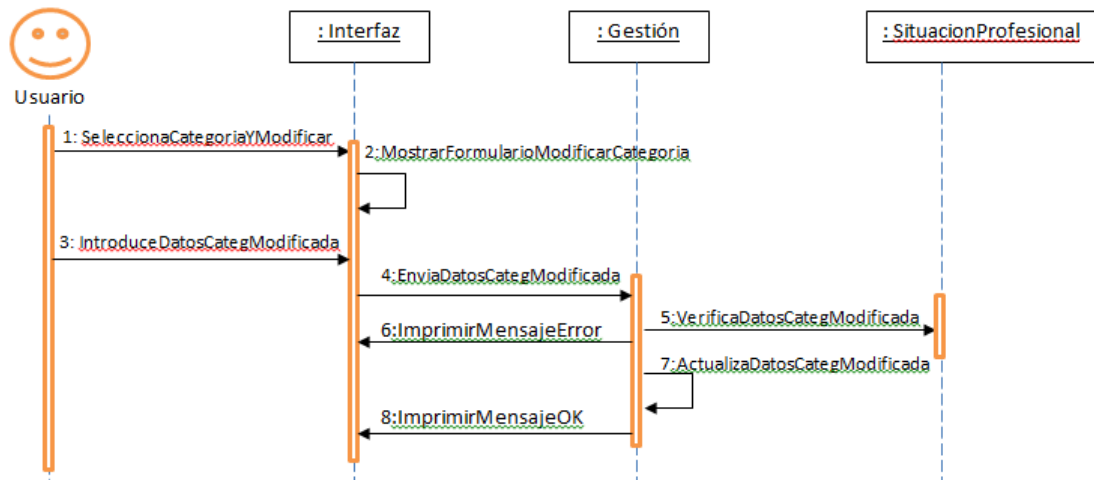 : Interfaz
: Gestión
: SituacionProfesional
Usuario
1: SeleccionaCategoriaYModificar
2:MostrarFormularioModificarCategoria
3: IntroduceDatosCategModificada
4:EnviaDatosCategModificada
5:VerificaDatosCategModificada
6:ImprimirMensajeError
7:ActualizaDatosCategModificada
8:ImprimirMensajeOK